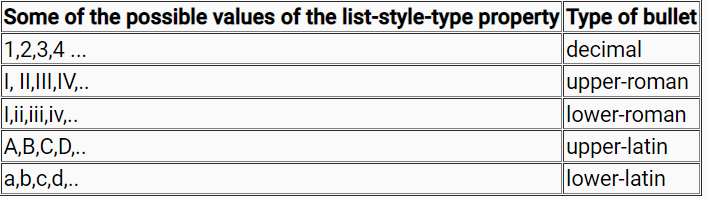 Some of the possible values of the list-style-type property Type of bullet
1,2,3,4 ... decimal
I, II,III,IV,.. upper-roman
I,ii,iii,iv,.. lower-roman
A,B,C,D,.. upper-latin
a,b,c,d,.. lower-latin